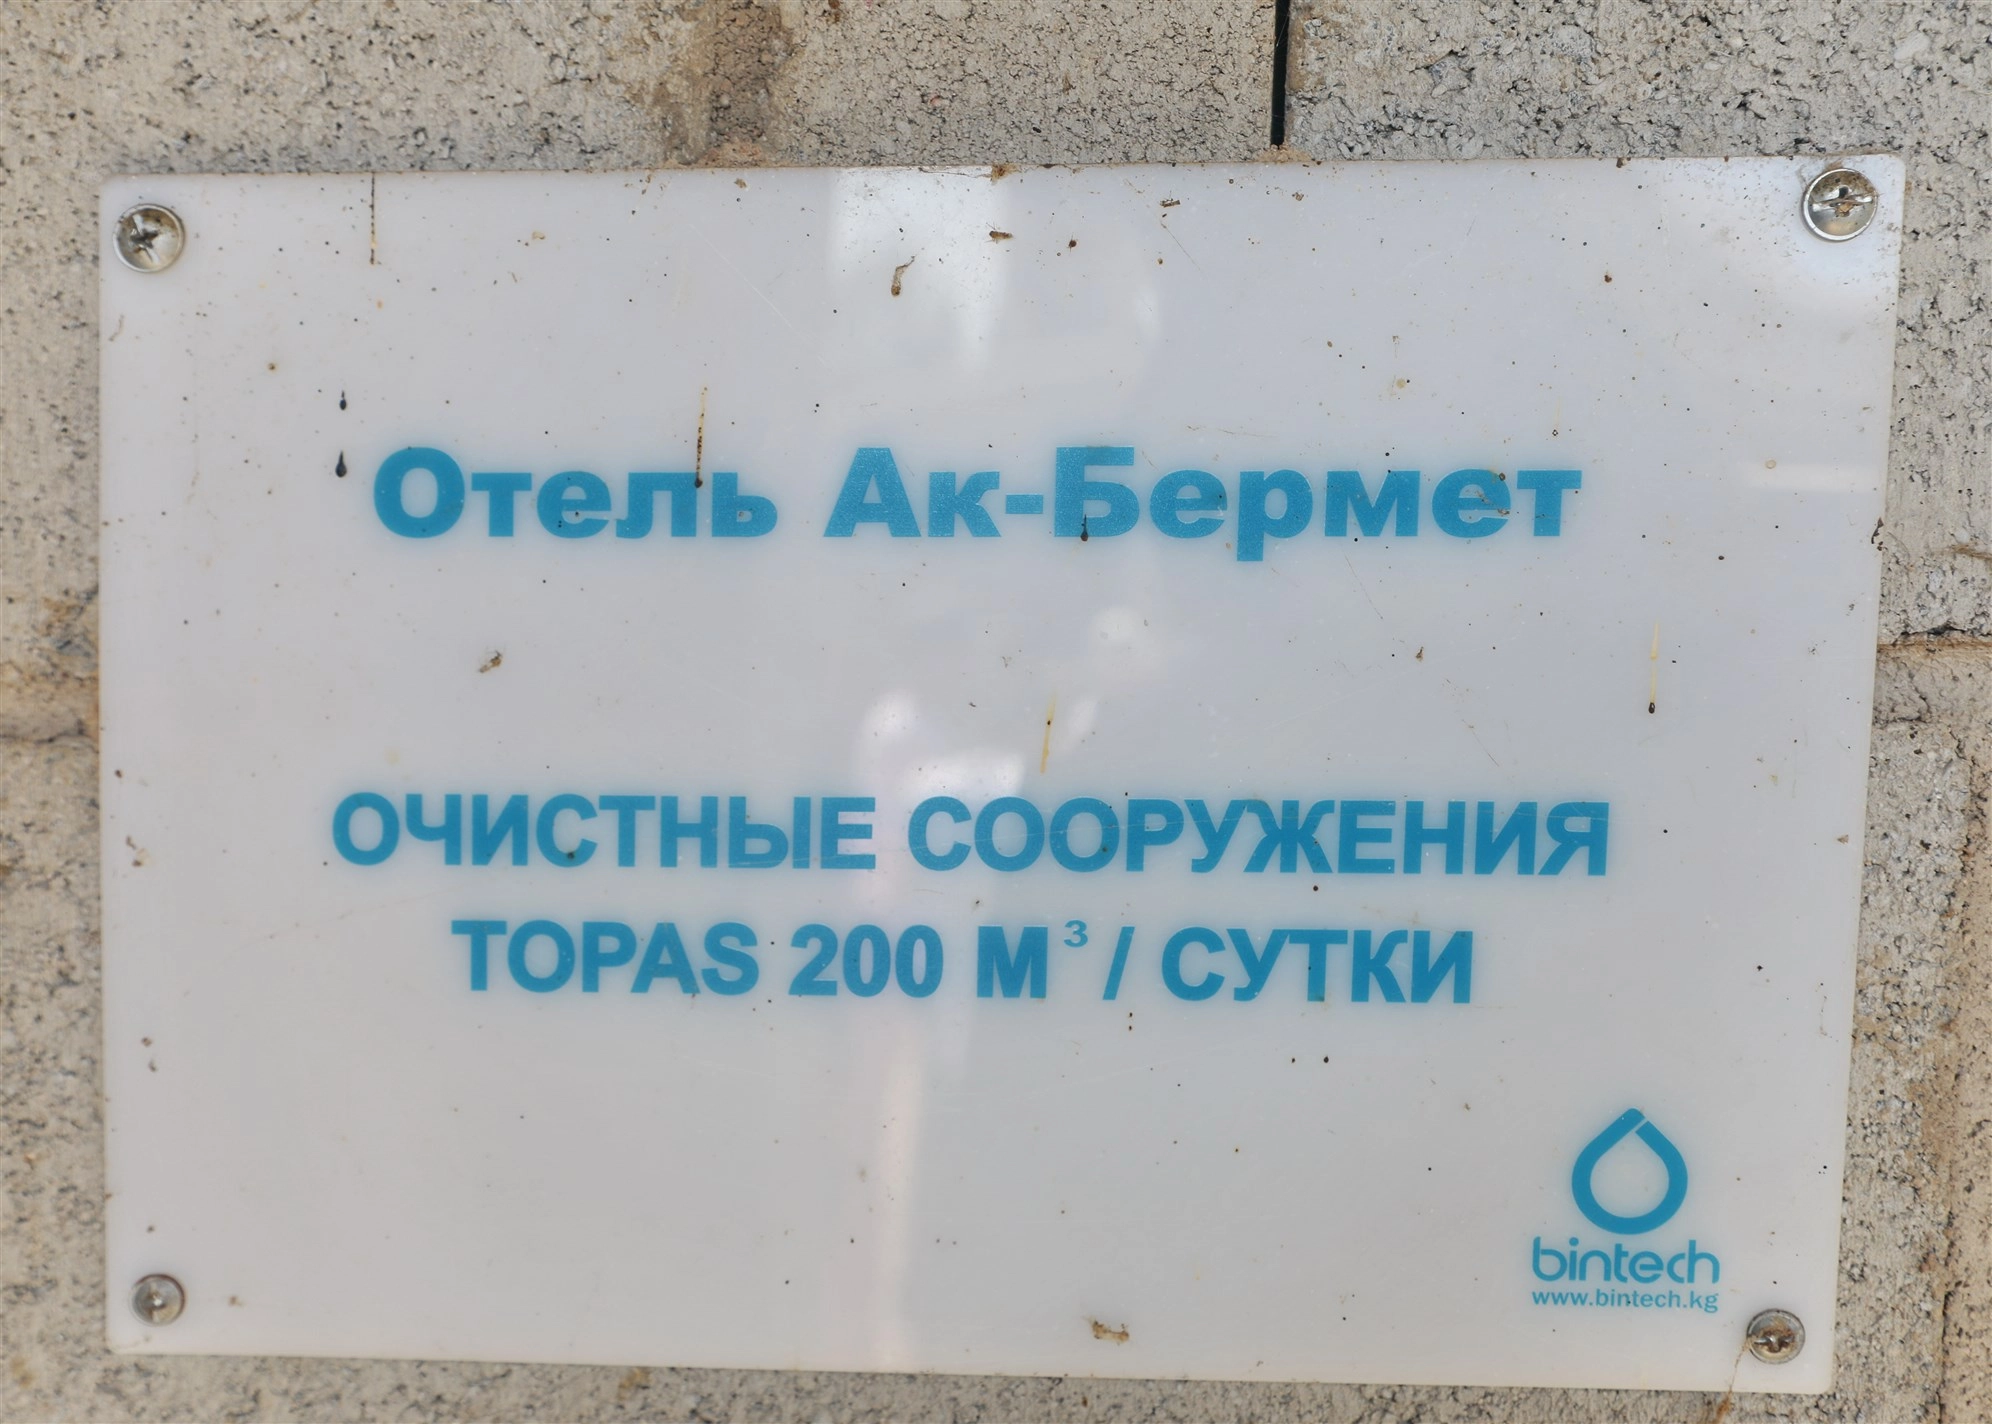 Отель Ак-Бермет
ОЧИСТНЫЕ СООРУЖЕНИЯ
TOPAS 200 М³ / СУТКИ
bintech
www.bintech.kg